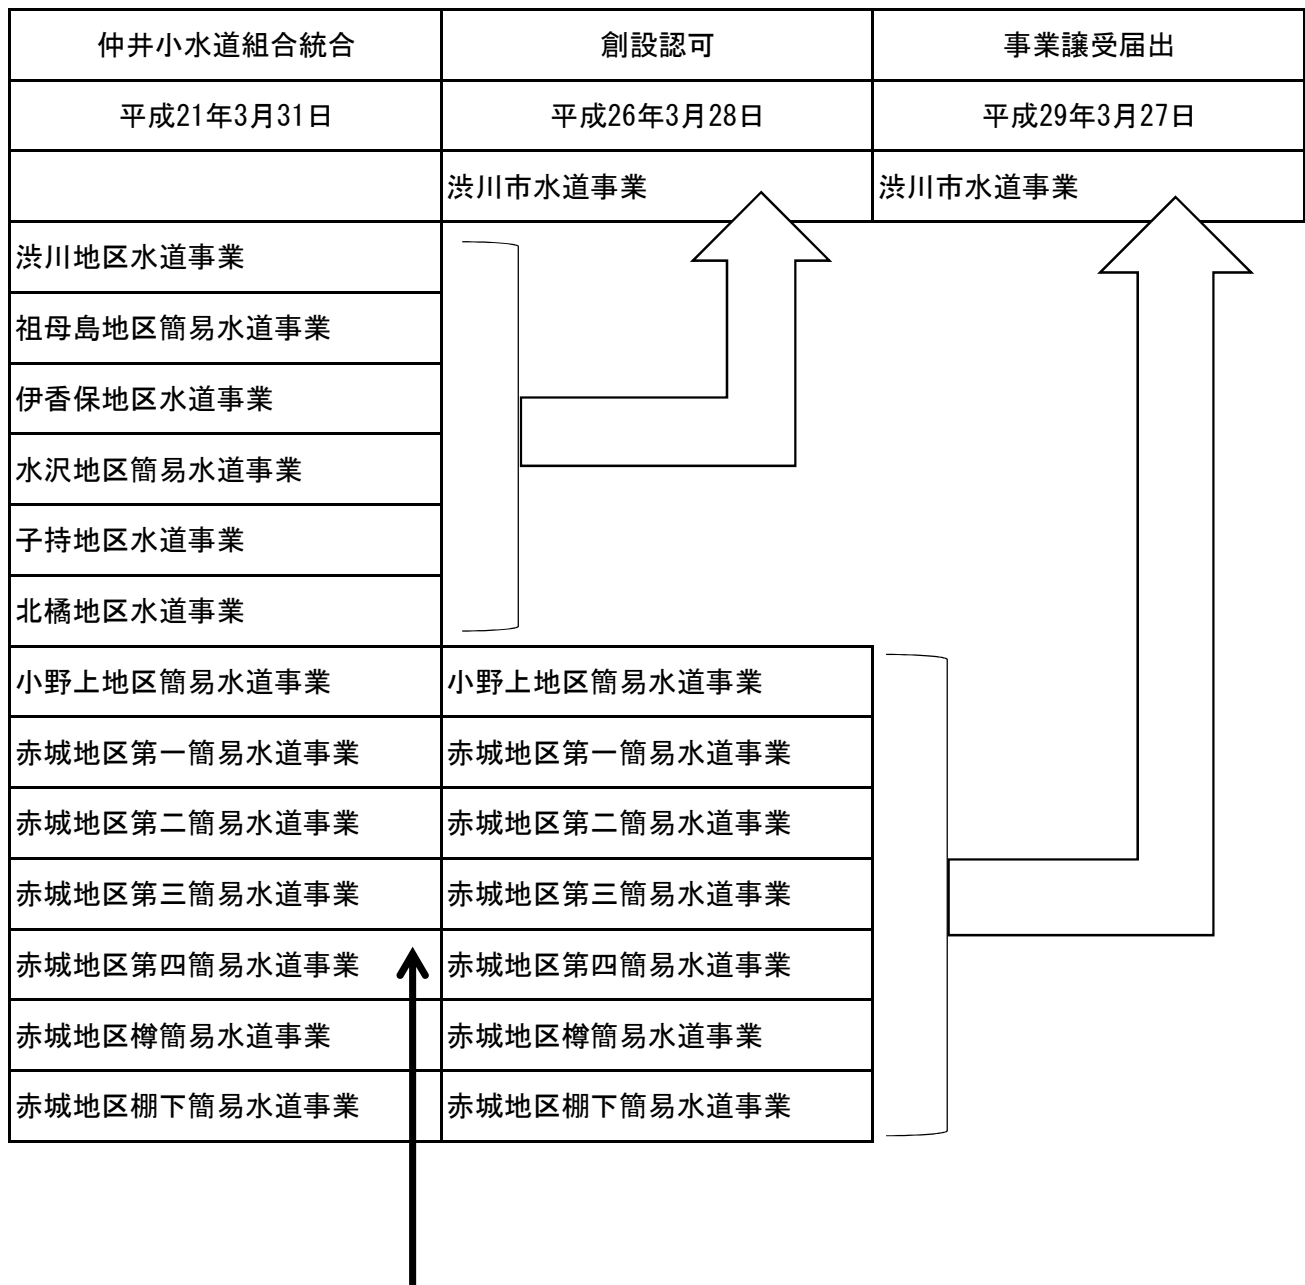 仲井小水道組合統合 創設認可 事業譲受届出
平成21年3月31日 平成26年3月28日 平成29年3月27日
渋川市水道事業 渋川市水道事業
渋川地区水道事業
祖母島地区簡易水道事業
伊香保地区水道事業
水沢地区簡易水道事業
子持地区水道事業
北橘地区水道事業
小野上地区簡易水道事業 小野上地区簡易水道事業
赤城地区第一簡易水道事業 赤城地区第一簡易水道事業
赤城地区第二簡易水道事業 赤城地区第二簡易水道事業
赤城地区第三簡易水道事業 赤城地区第三簡易水道事業
赤城地区第四簡易水道事業 赤城地区第四簡易水道事業
赤城地区樽簡易水道事業 赤城地区樽簡易水道事業
赤城地区棚下簡易水道事業 赤城地区棚下簡易水道事業